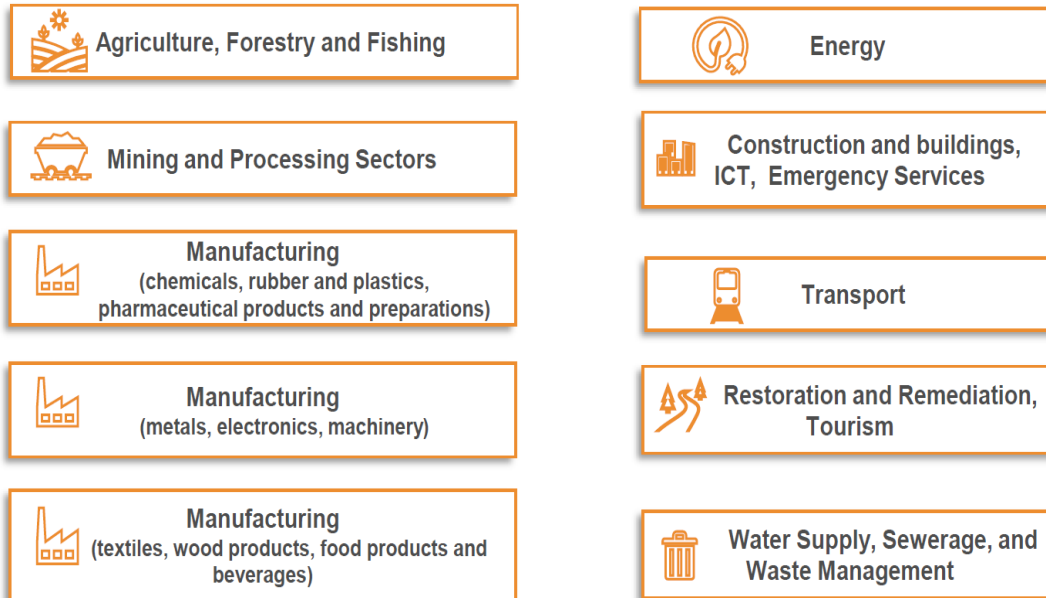 Agriculture, Forestry and Fishing
Mining and Processing Sectors
Manufacturing
(chemicals, rubber and plastics,
pharmaceutical products and preparations)
Manufacturing
(metals, electronics, machinery)
Manufacturing
(textiles, wood products, food products and
beverages)
Energy
Construction and buildings,
ICT, Emergency Services
Transport
Restoration and Remediation,
Tourism
Water Supply, Sewerage, and
Waste Management